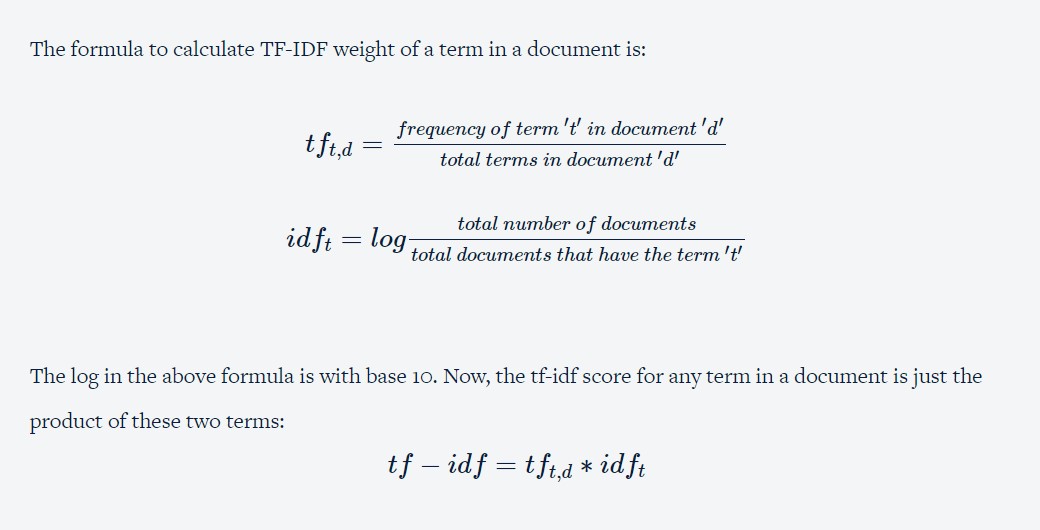 The formula to calculate TF-IDF weight of a term in a document is:
tf_{t,d} = \frac{frequency of term 't' in document 'd'}{total terms in document 'd'}
idf_t = log \frac{total number of documents}{total documents that have the term 't'}
The log in the above formula is with base 10. Now, the tf-idf score for any term in a document is just the
product of these two terms:
tf − idf = tf_{t,d} * idf_t